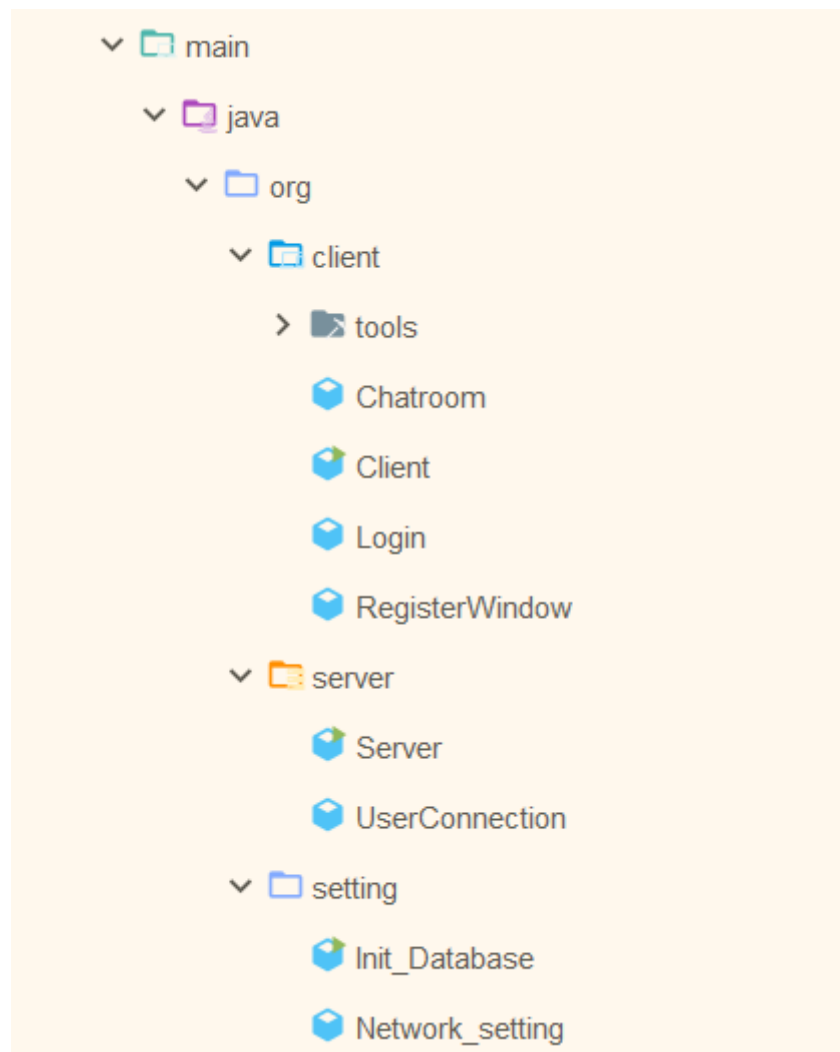 main
java
org
client
tools
Chatroom
Client
Login
RegisterWindow
server
Server
UserConnection
setting
Init_Database
Network_setting